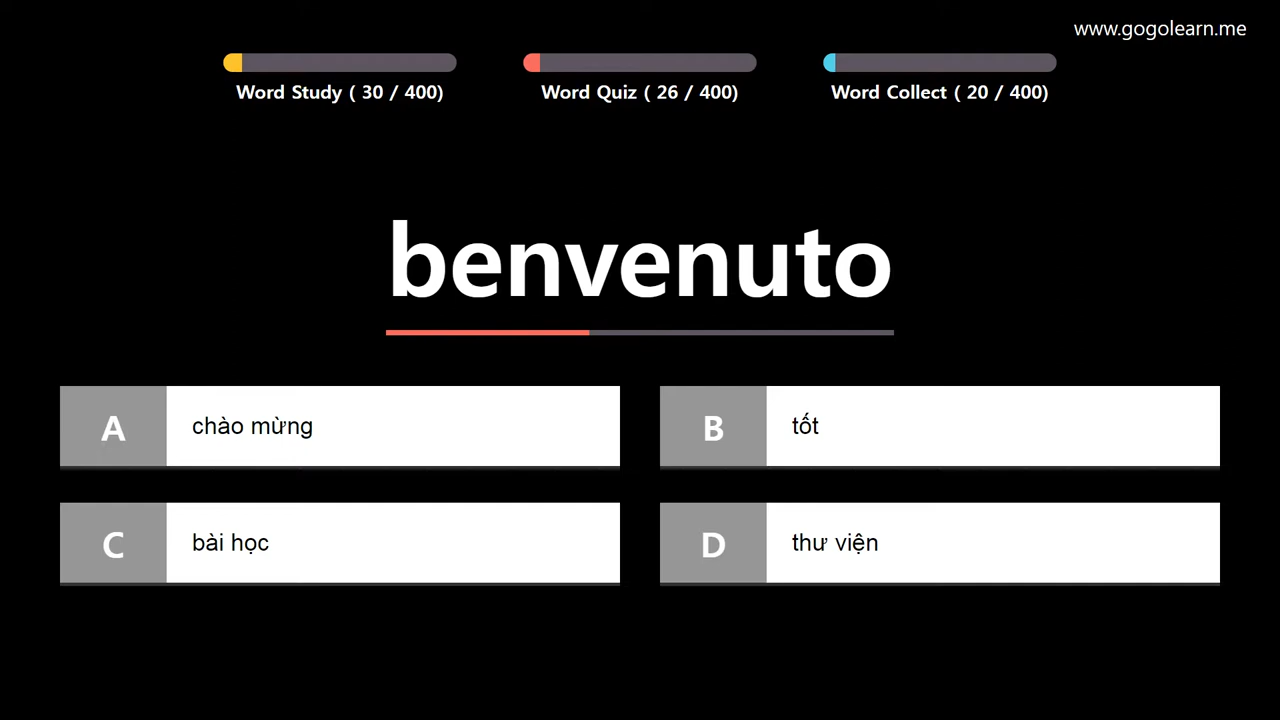 www.gogolearn.me
Word Study ( 30 / 400)
Word Quiz ( 26 / 400)
Word Collect ( 20 / 400)
benvenuto
A chào mừng
B tốt
C bài học
D thư viện